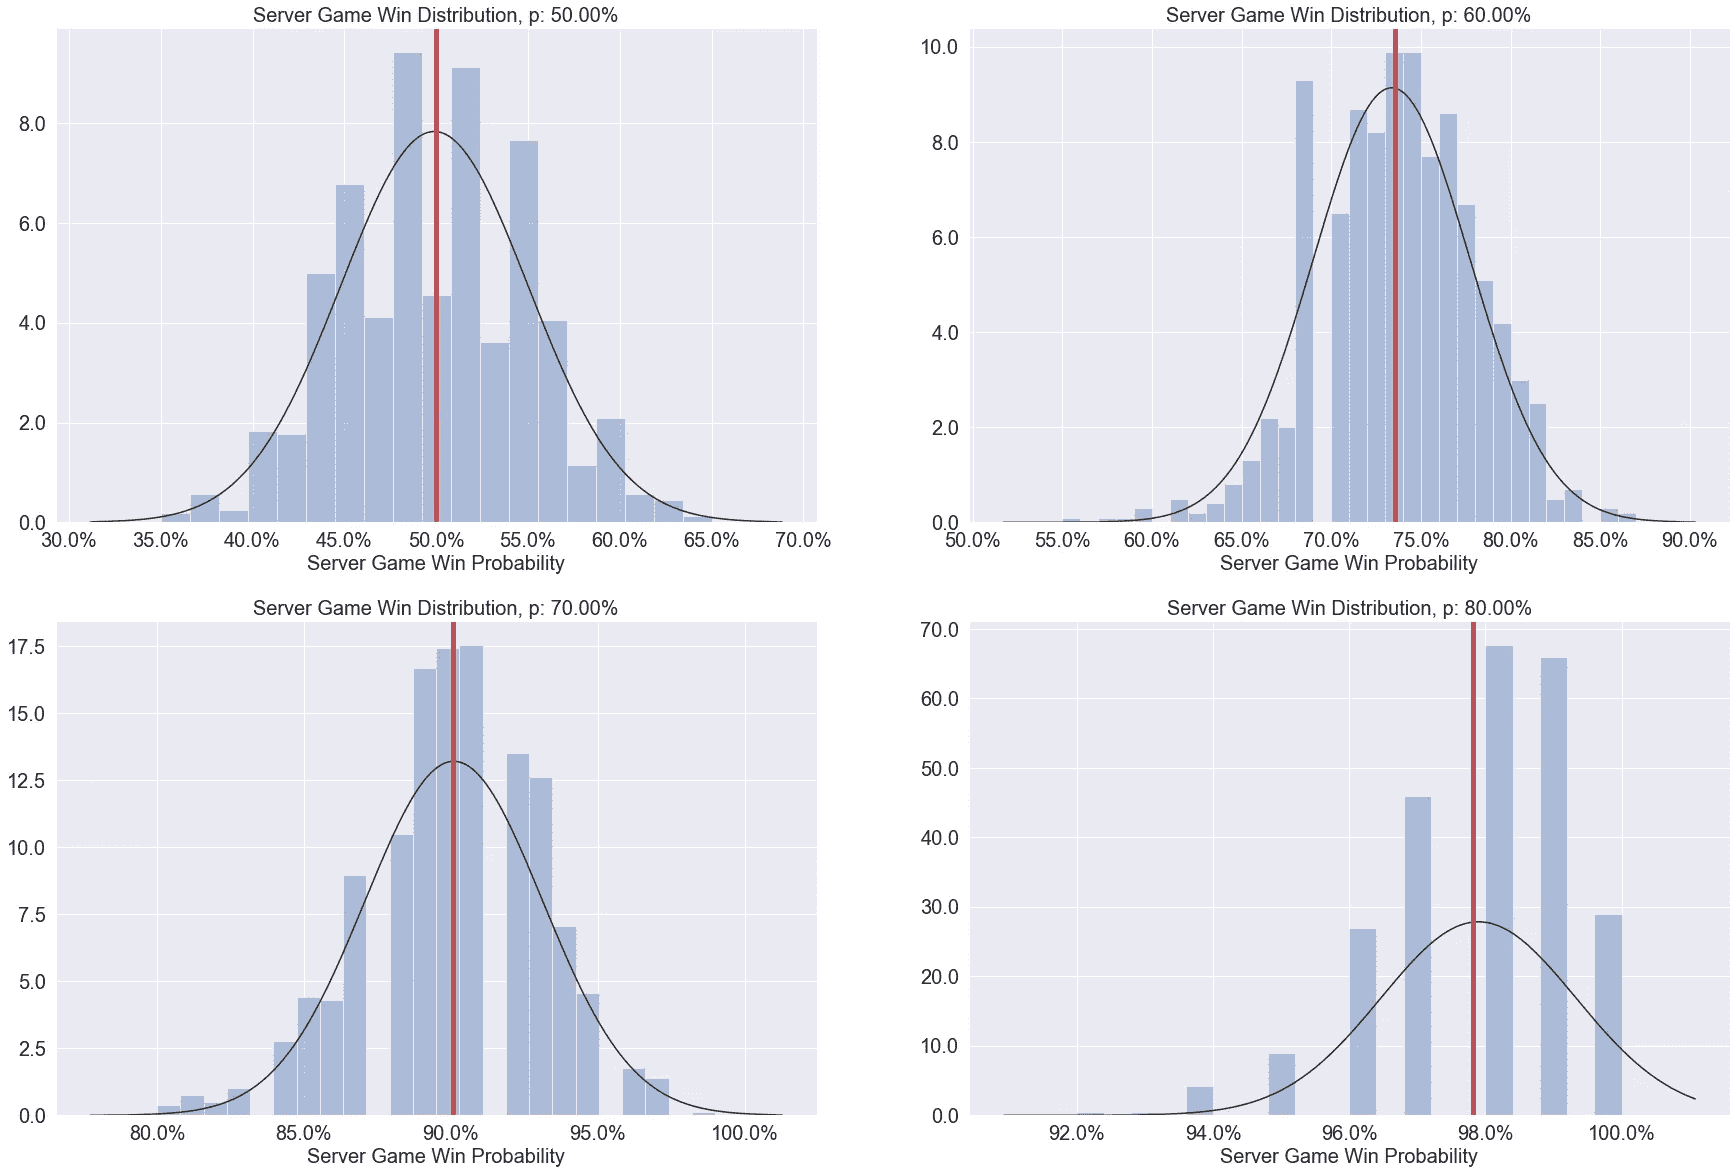 Server Game Win Distribution, p: 50.00%
8.0
6.0
4.0
2.0
0.0
30.0% 35.0% 40.0% 45.0% 50.0% 55.0% 60.0% 65.0% 70.0%
Server Game Win Probability
Server Game Win Distribution, p: 60.00%
10.0
8.0
6.0
4.0
2.0
0.0
50.0% 55.0% 60.0% 65.0% 70.0% 75.0% 80.0% 85.0% 90.0%
Server Game Win Probability
Server Game Win Distribution, p: 70.00%
17.5
15.0
12.5
10.0
7.5
5.0
2.5
0.0
80.0% 85.0% 90.0% 95.0% 100.0%
Server Game Win Probability
Server Game Win Distribution, p: 80.00%
70.0
60.0
50.0
40.0
30.0
20.0
10.0
0.0
92.0% 94.0% 96.0% 98.0% 100.0%
Server Game Win Probability